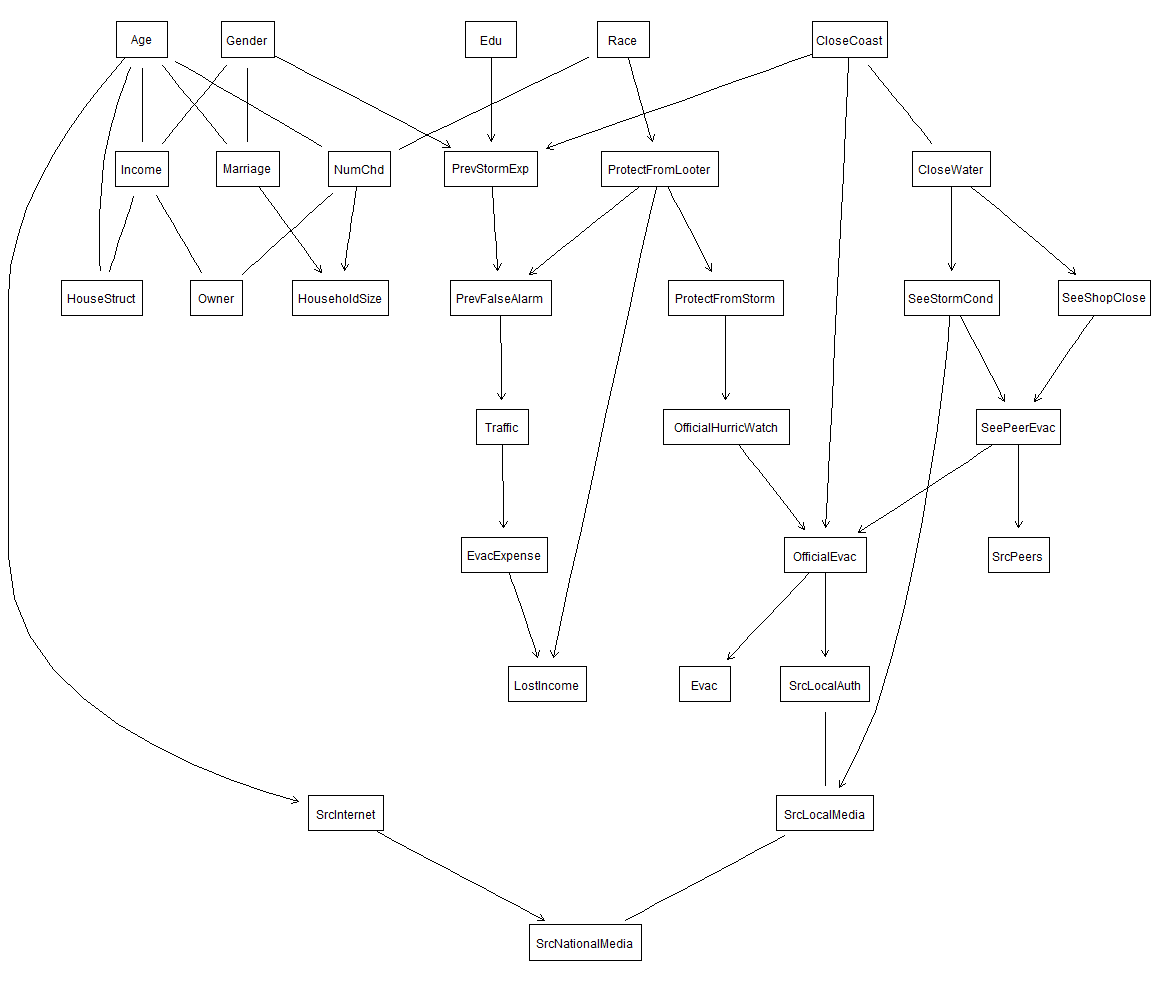 Age
Gender
Edu
Race
CloseCoast
Income
Marriage
NumChd
PrevStormExp
ProtectFromLooter
CloseWater
HouseStruct
Owner
HouseholdSize
PrevFalseAlarm
ProtectFromStorm
SeeStormCond
SeeShopClose
Traffic
OfficialHurricWatch
SeePeerEvac
EvacExpense
OfficialEvac
SrcPeers
LostIncome
Evac
SrcLocalAuth
SrcInternet
SrcLocalMedia
SrcNationalMedia